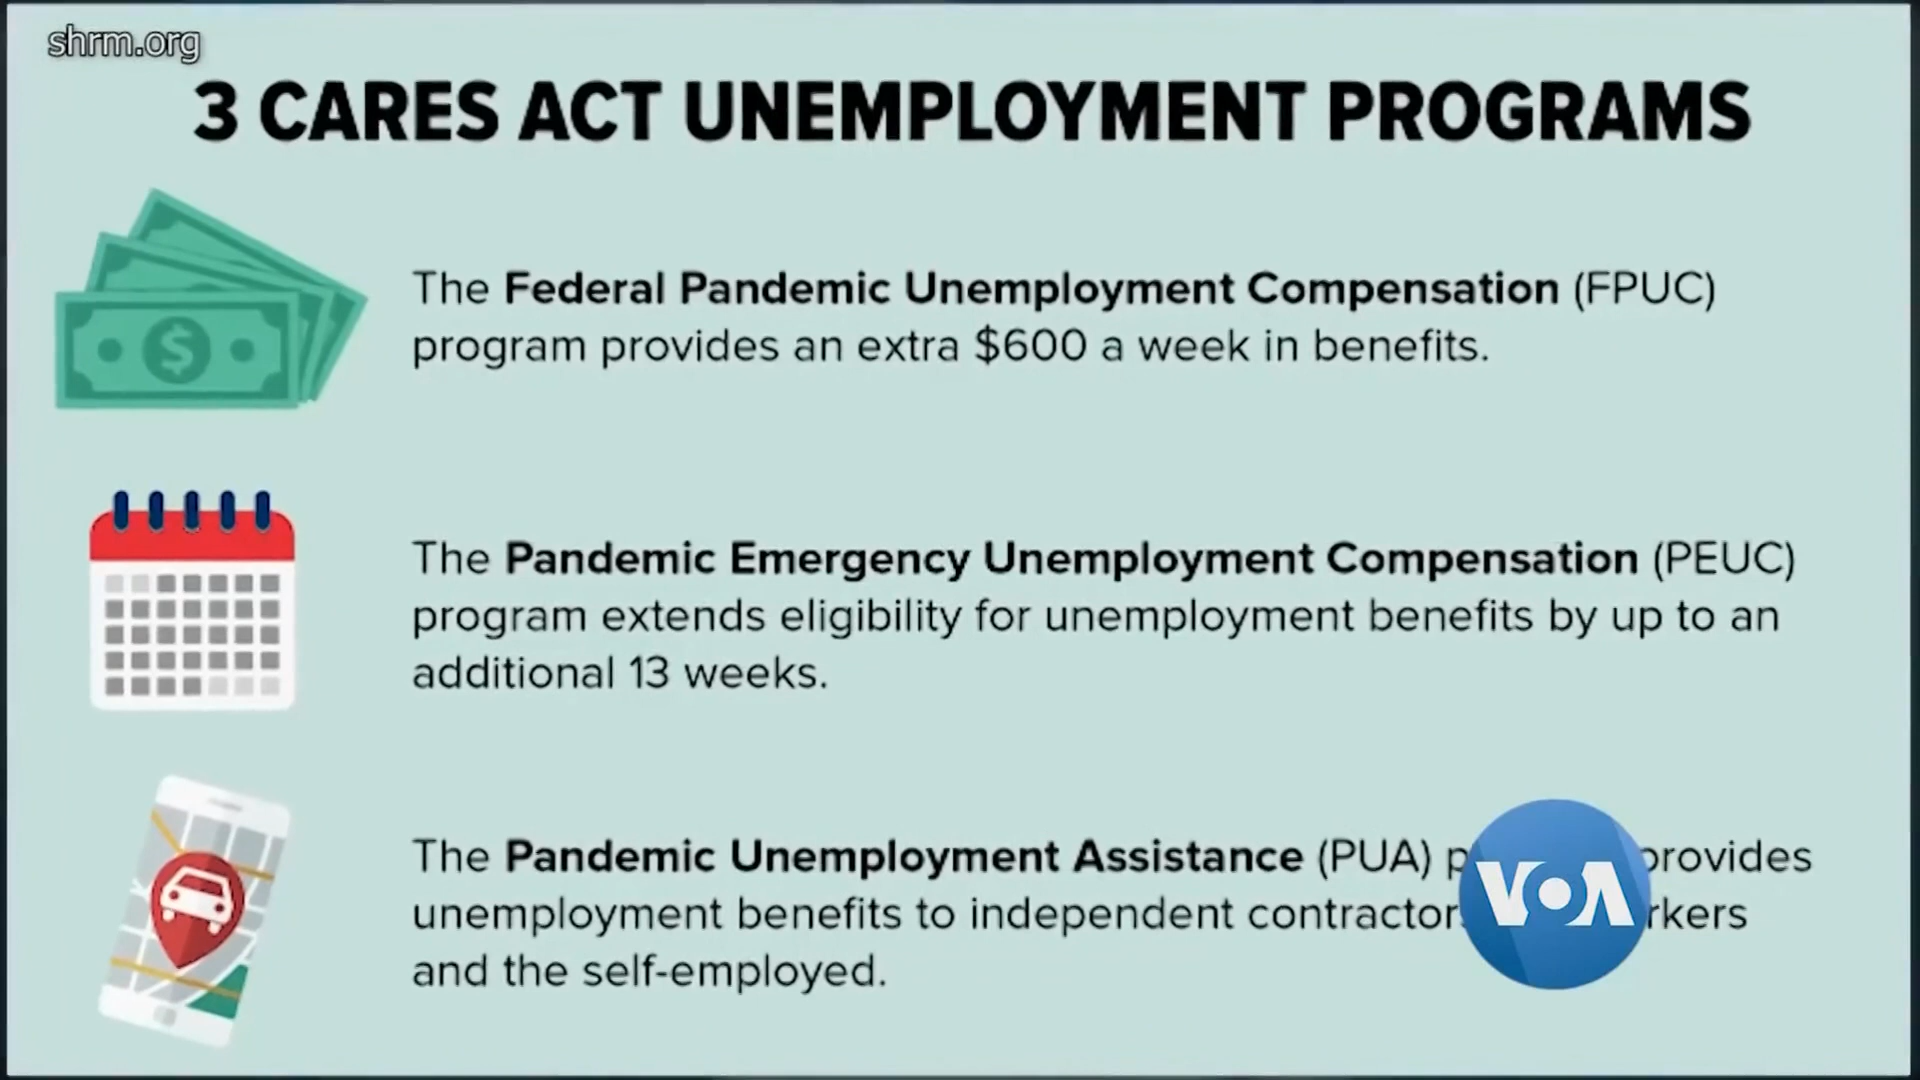 shrm.org
3 CARES ACT UNEMPLOYMENT PROGRAMS
The Federal Pandemic Unemployment Compensation (FPUC)
program provides an extra $600 a week in benefits.
The Pandemic Emergency Unemployment Compensation (PEUC)
program extends eligibility for unemployment benefits by up to an
additional 13 weeks.
The Pandemic Unemployment Assistance (PUA) provides
unemployment benefits to independent
and the self-employed.
VOA